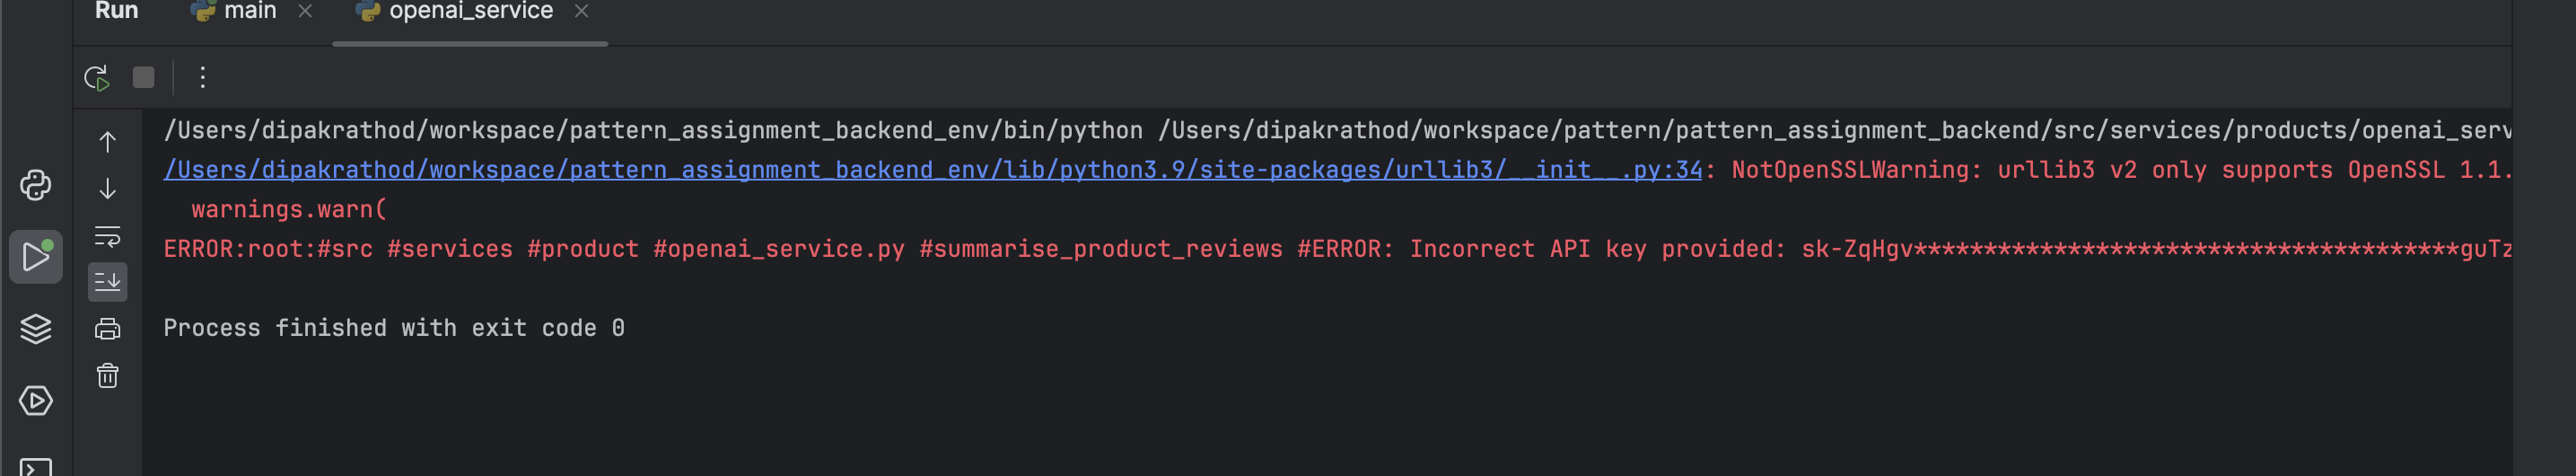 Run main openai_service
/Users/dipakrathod/workspace/pattern_assignment_backend_env/bin/python /Users/dipakrathod/workspace/pattern/pattern_assignment_backend/src/services/products/openai_serv
/Users/dipakrathod/workspace/pattern_assignment_backend_env/lib/python3.9/site-packages/urllib3/__init__.py:34: NotOpenSSLWarning: urllib3 v2 only supports OpenSSL 1.1.
warnings.warn(
ERROR:root:#src #services #product #openai_service.py #summarise_product_reviews #ERROR: Incorrect API key provided: sk-ZqHgv***************************************guTz
Process finished with exit code 0